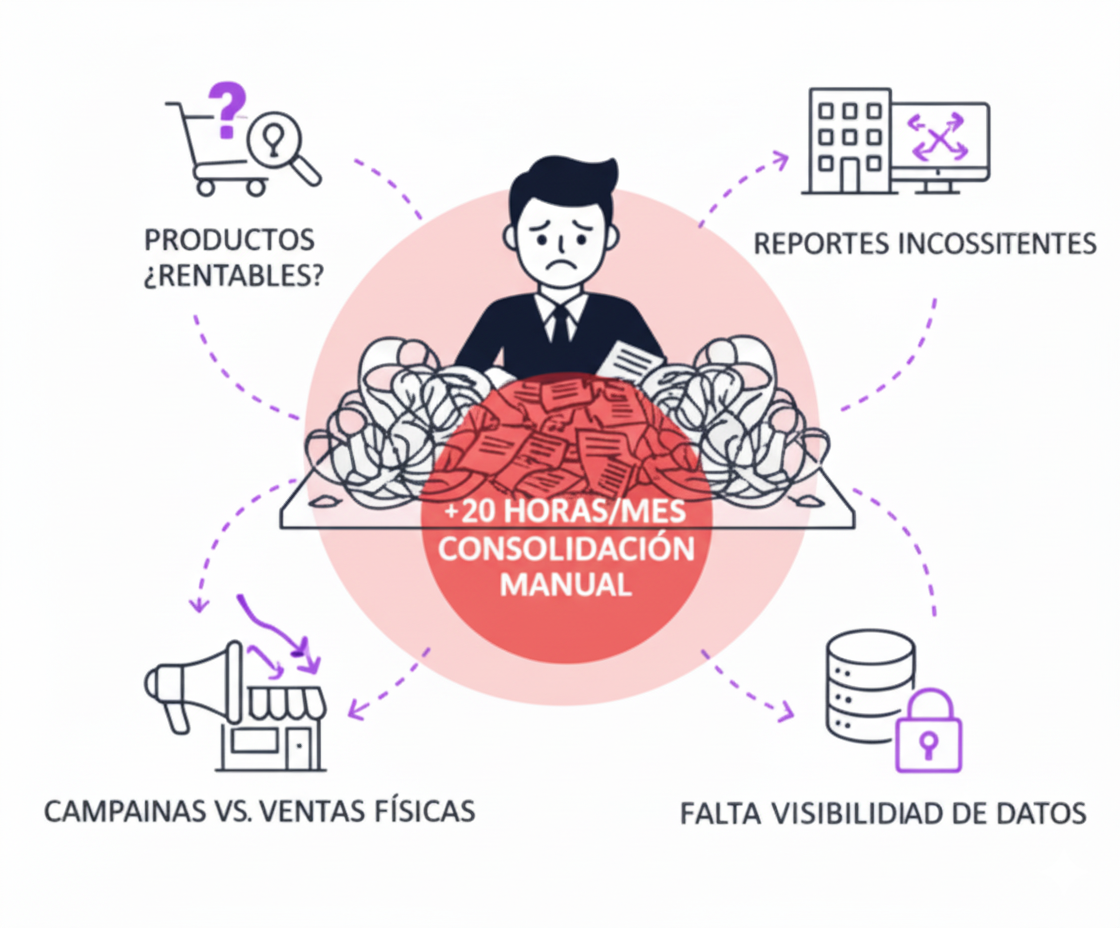 PRODUCTOS
¿RENTABLES?
REPORTES INCOSSITENTES
+20 HORAS/MES
CONSOLIDACIÓN
MANUAL
CAMPAINAS VS. VENTAS FÍSICAS
FALTA VISIBILIDIAD DE DATOS
?